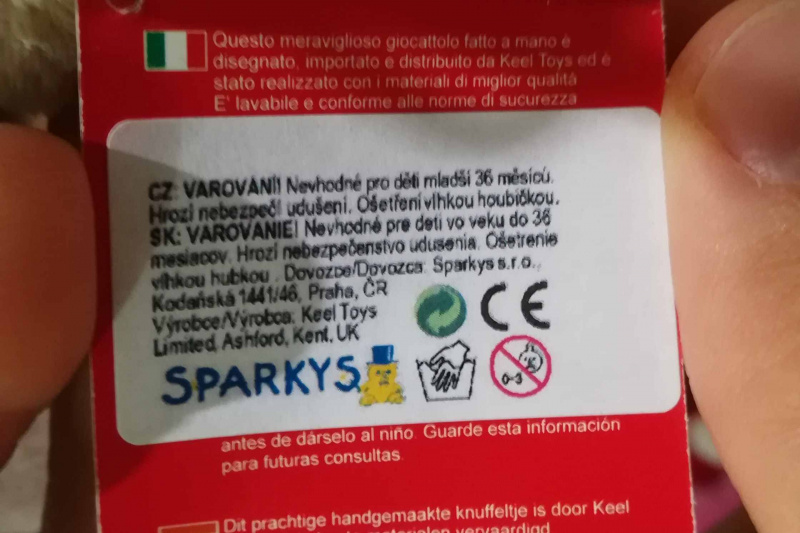 Questo meraviglioso giocattolo fatto a mano è
disegnato, importato e distribuito da Keel Toys ed è
stato realizzato con i materiali di miglior qualità
E' lavabile e conforme alle norme di sucurezza
CZ: VAROVÁNÍ! Nevhodné pro děti mladší 36 měsíců.
Hrozí nebezpečí udušení. Ošetření vlhkou houbičkou.
SK: VAROVANIE! Nevhodné pre deti vo veku do 36
mesiacov. Hrozí nebezpečenstvo udusenia. Ošetrenie
vlhkou hubkou . Dovozce/Dovozca: Sparkys s.r.o.,
Kodaňská 1441/46, Praha, ČR
Výrobce/Výrobca: Keel Toys
Limited, Ashford, Kent, UK
CE
SPARKYS
0-3
antes de dárselo al niño. Guarde esta información
para futuras consultas.
Dit prachtige handgemaakte knuffeltje is door Keel
materialen vervaardigd